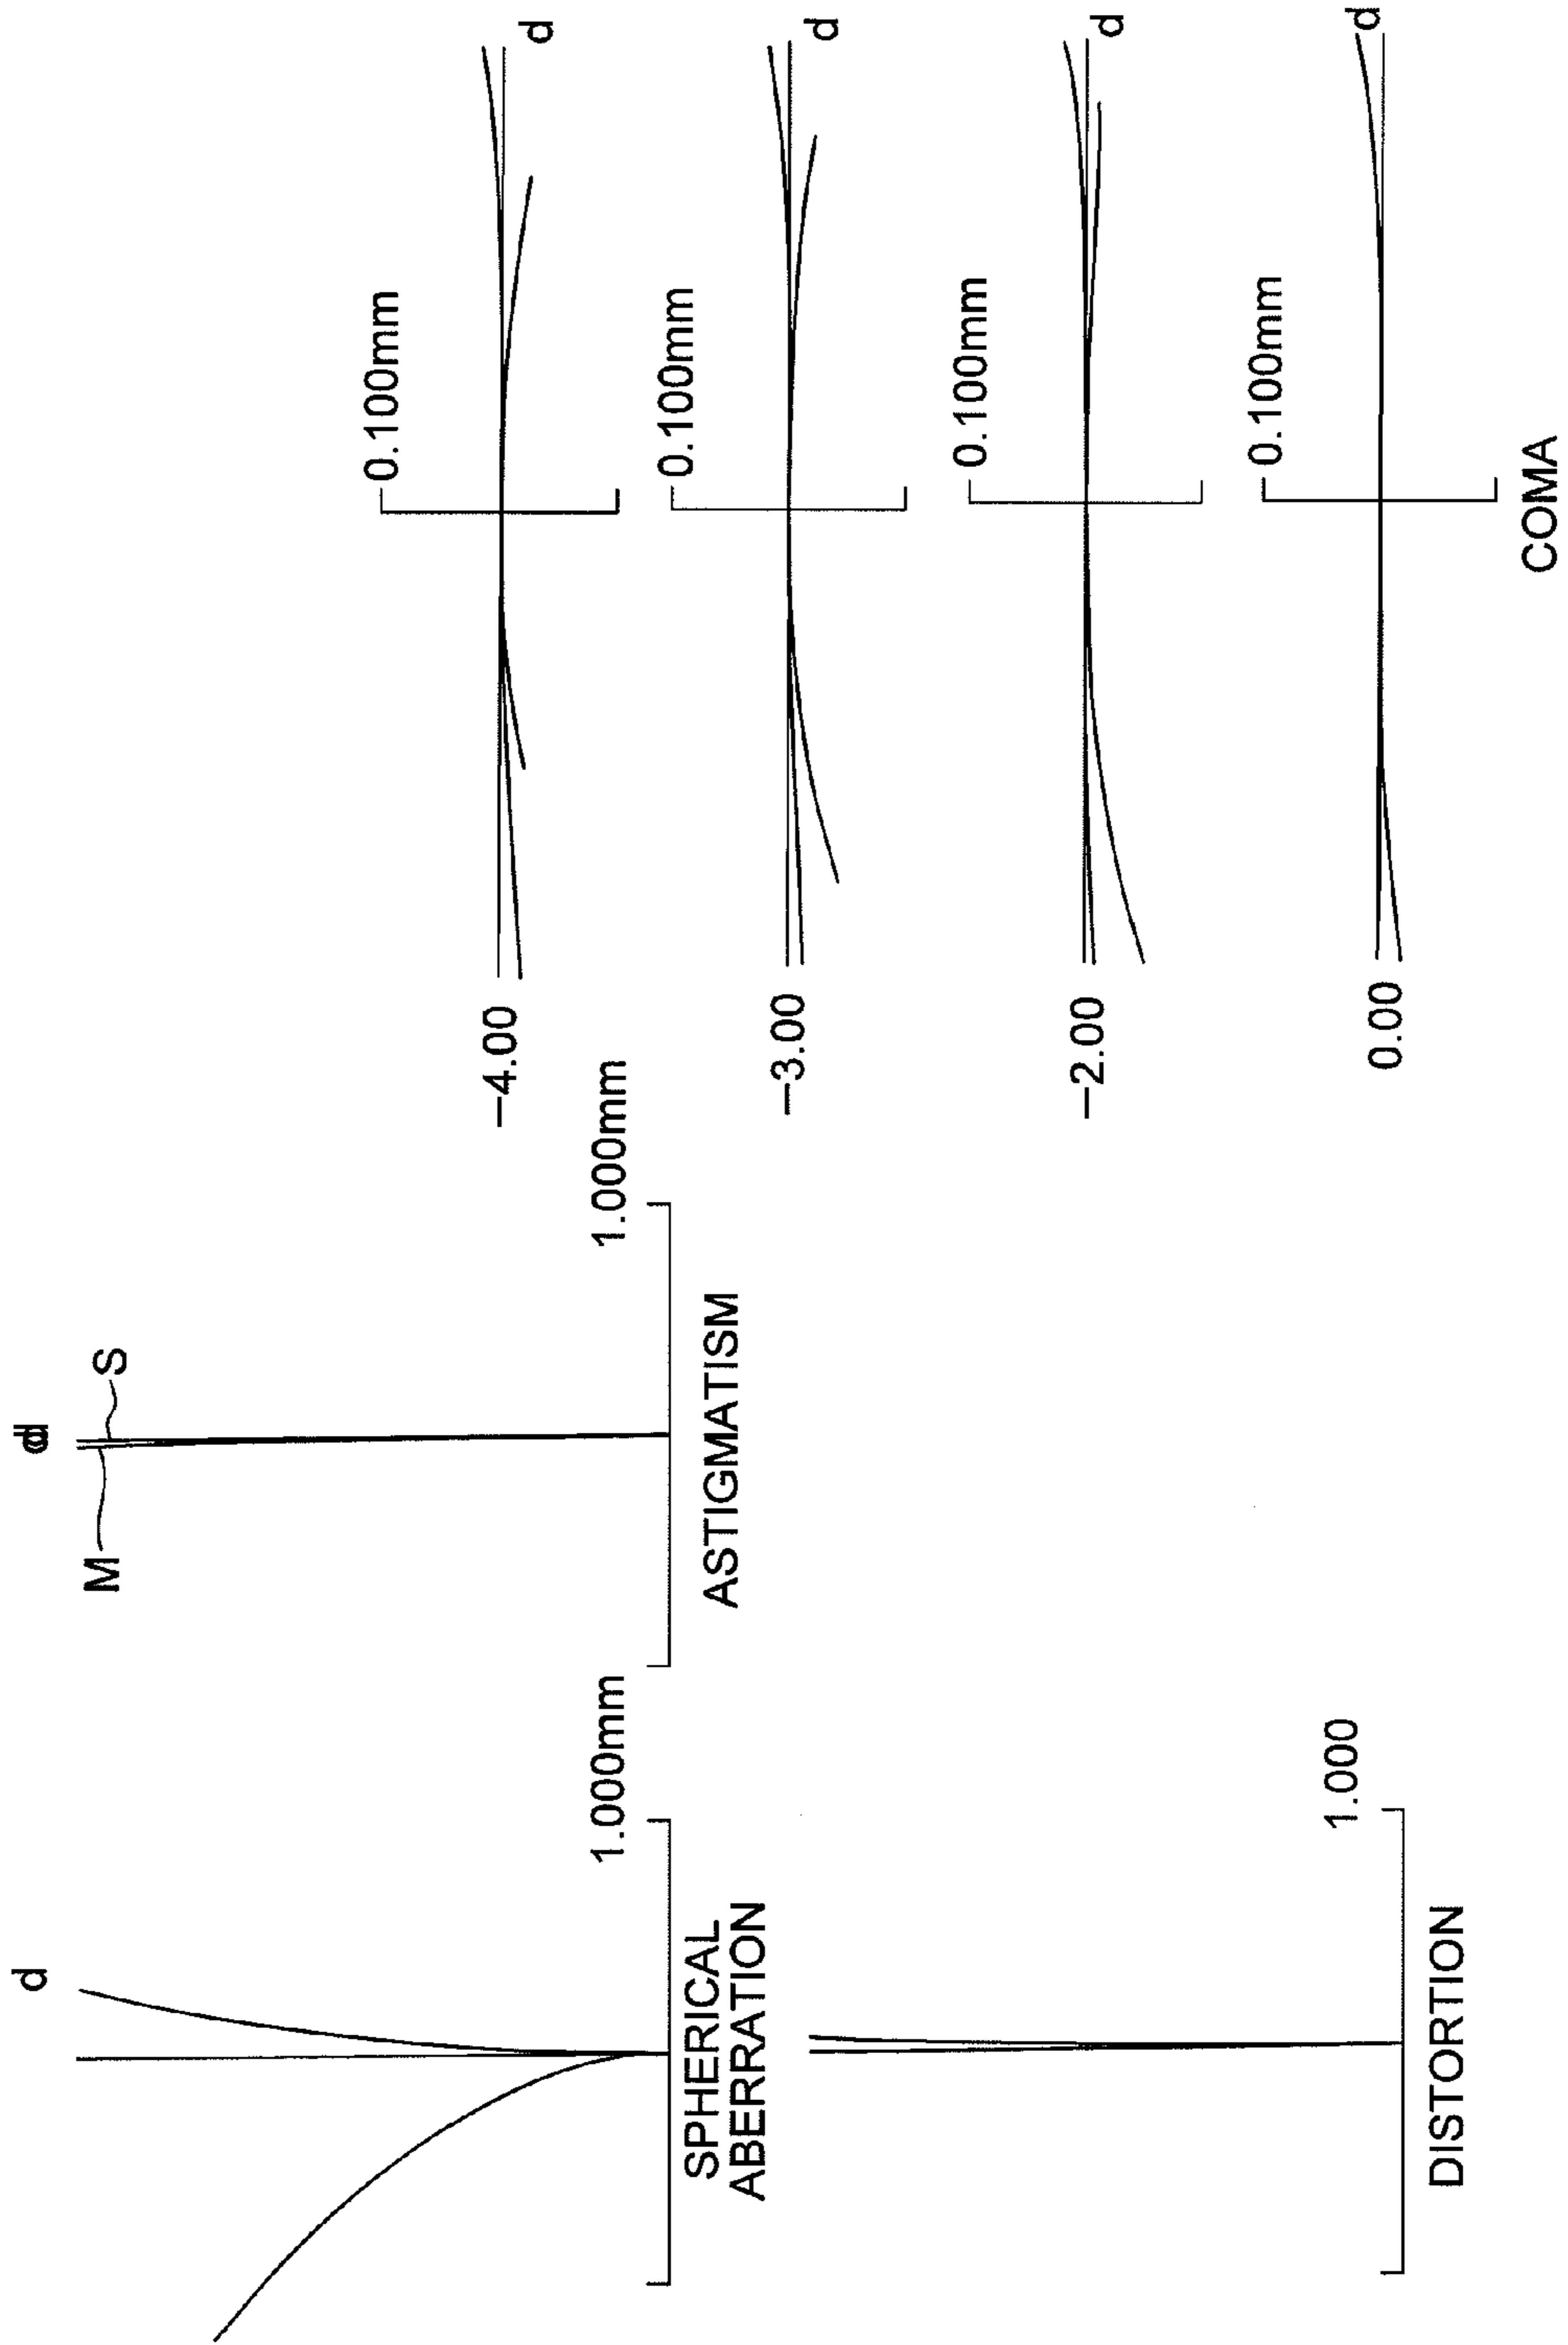 d
1.000mm
SPHERICAL
ABERRATION
M
S
dd
1.000mm
ASTIGMATISM
1.000
DISTORTION
−4.00
0.100mm
d
−3.00
0.100mm
d
−2.00
0.100mm
d
0.00
0.100mm
d
COMA